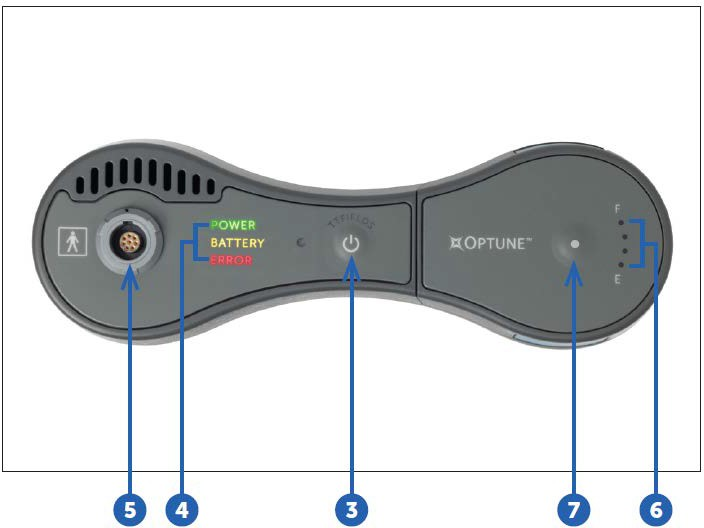 POWER
BATTERY
ERROR
TTFIELDS
OPTUNE™
F
E
5
4
3
7
6